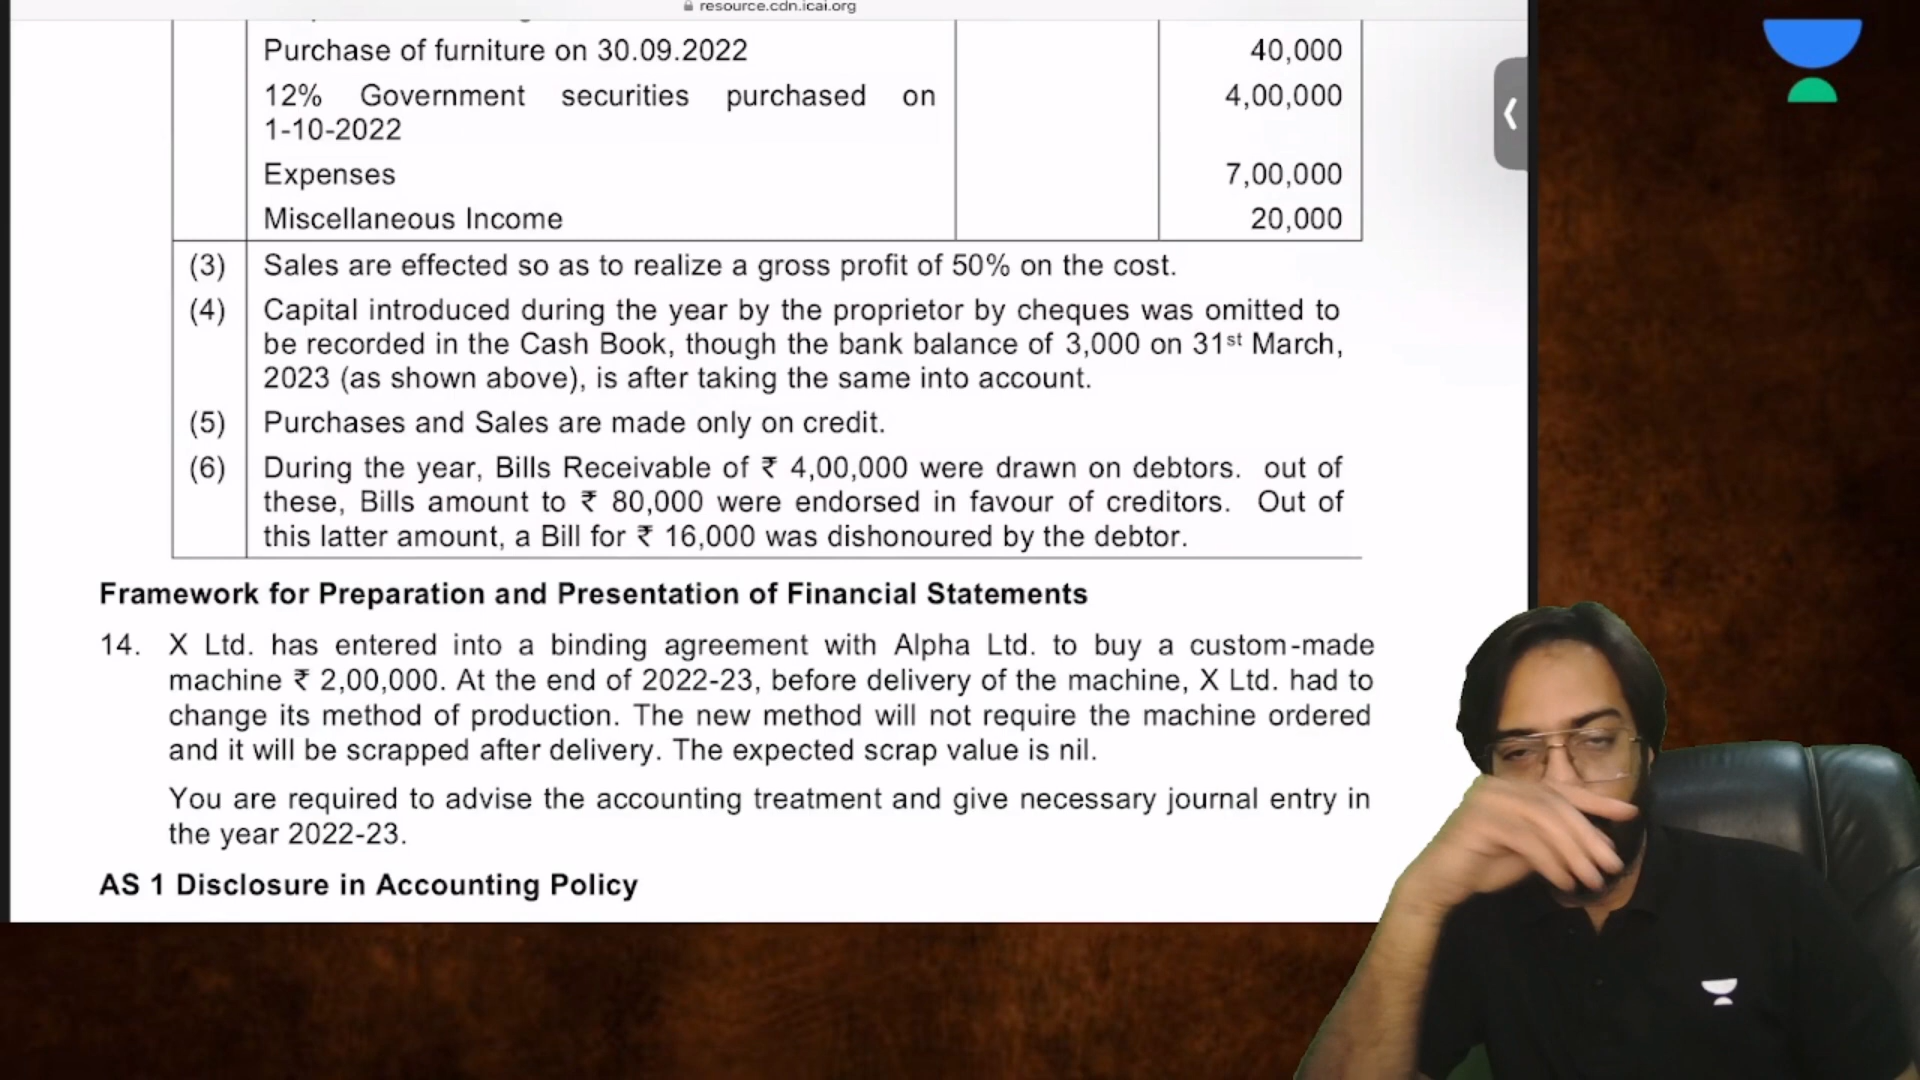 resource.cdn.icai.org
Purchase of furniture on 30.09.2022 40,000
12% Government securities purchased on 4,00,000
1-10-2022
Expenses 7,00,000
Miscellaneous Income 20,000
(3) Sales are effected so as to realize a gross profit of 50% on the cost.
(4) Capital introduced during the year by the proprietor by cheques was omitted to
be recorded in the Cash Book, though the bank balance of 3,000 on 31st March,
2023 (as shown above), is after taking the same into account.
(5) Purchases and Sales are made only on credit.
(6) During the year, Bills Receivable of ₹ 4,00,000 were drawn on debtors. out of
these, Bills amount to ₹ 80,000 were endorsed in favour of creditors. Out of
this latter amount, a Bill for ₹ 16,000 was dishonoured by the debtor.
Framework for Preparation and Presentation of Financial Statements
14. X Ltd. has entered into a binding agreement with Alpha Ltd. to buy a custom-made
machine ₹ 2,00,000. At the end of 2022-23, before delivery of the machine, X Ltd. had to
change its method of production. The new method will not require the machine ordered
and it will be scrapped after delivery. The expected scrap value is nil.
You are required to advise the accounting treatment and give necessary journal entry in
the year 2022-23.
AS 1 Disclosure in Accounting Policy